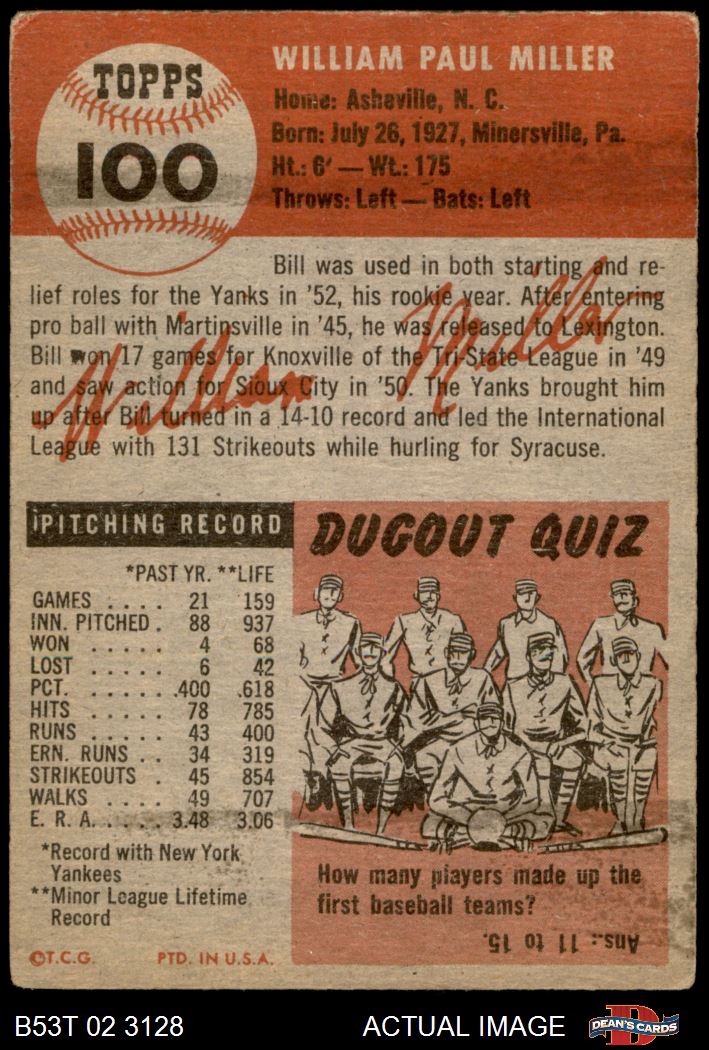 TOPPS
100
WILLIAM PAUL MILLER
Home: Asheville, N. C.
Born: July 26, 1927, Minersville, Pa.
Ht.: 6' — Wt.: 175
Throws: Left — Bats: Left
Bill was used in both starting and re-
lief roles for the Yanks in '52, his rookie year. After entering
pro ball with Martinsville in '45, he was released to Lexington.
Bill won 17 games for Knoxville of the Tri-State League in '49
and saw action for Sioux City in '50. The Yanks brought him
up after Bill turned in a 14-10 record and led the International
League with 131 Strikeouts while hurling for Syracuse.
William Miller
PITCHING RECORD
*PAST YR. **LIFE
GAMES . . . . 21 159
INN. PITCHED . 88 937
WON . . . . . 4 68
LOST . . . . . 6 42
PCT. . . . . . .400 .618
HITS . . . . . 78 785
RUNS . . . . . 43 400
ERN. RUNS . . 34 319
STRIKEOUTS . 45 854
WALKS . . . . 49 707
E. R. A. . . . . 3.48 3.06
*Record with New York
Yankees
**Minor League Lifetime
Record
©T.C.G. PTD. IN U.S.A.
DUGOUT QUIZ
How many players made up the
first baseball teams?
Ans.: 11 to 15.
B53T 02 3128 ACTUAL IMAGE
D
DEAN'S CARDS